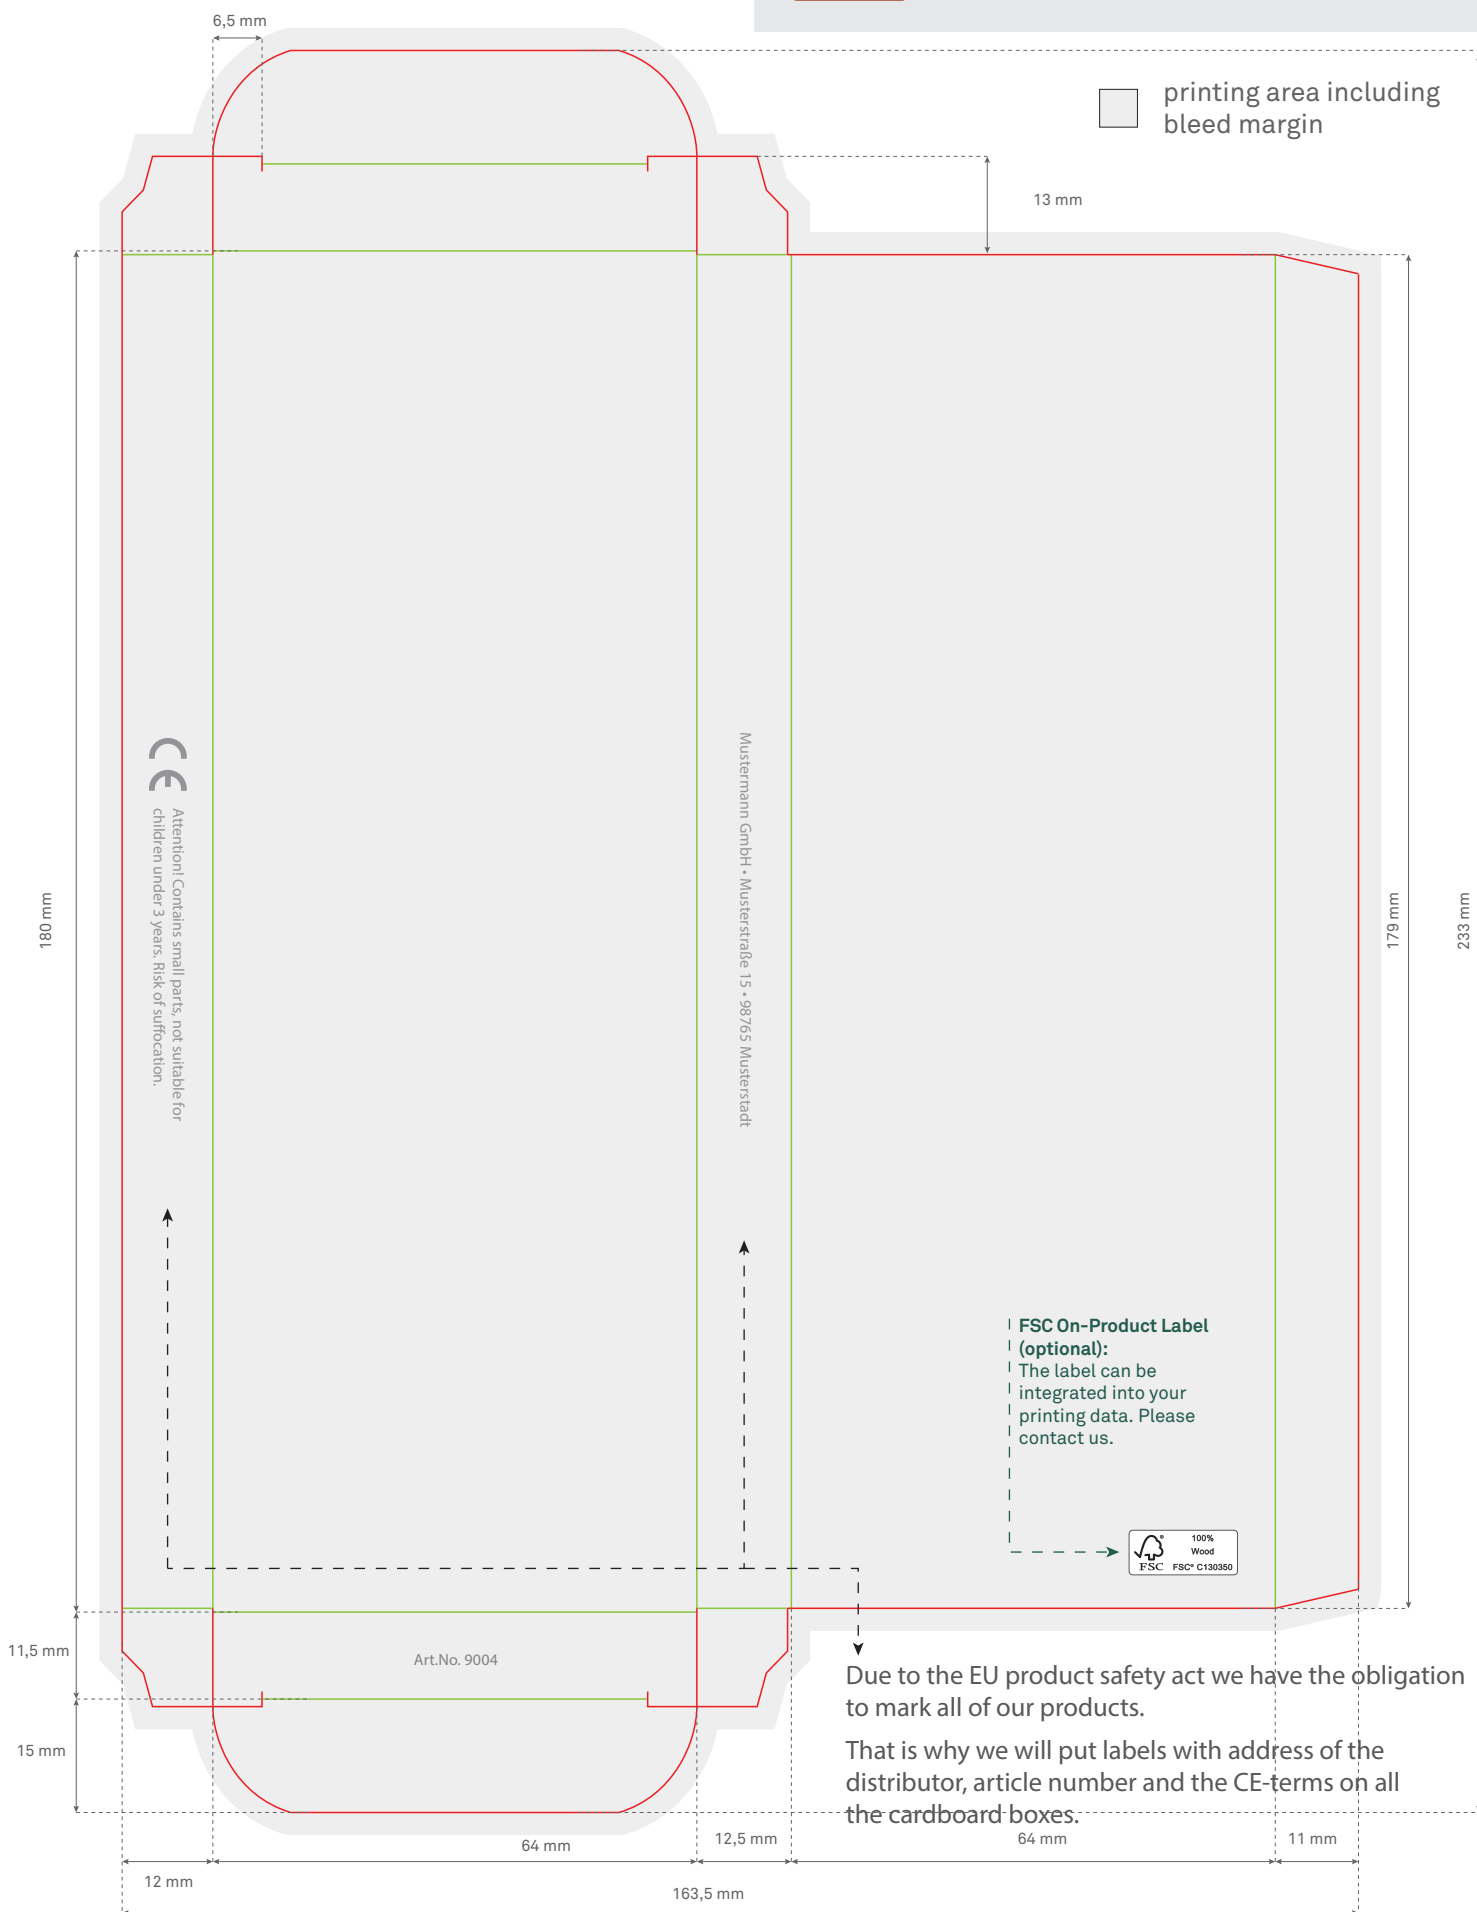 6,5 mm
printing area including
bleed margin
13 mm
180 mm
Attention! Contains small parts, not suitable for
children under 3 years. Risk of suffocation.
Mustermann GmbH • Musterstraße 15 • 98765 Musterstadt
179 mm
233 mm
FSC On-Product Label
(optional):
The label can be
integrated into your
printing data. Please
contact us.
100%
Wood
FSC
FSC® C130350
11,5 mm
Art.No. 9004
Due to the EU product safety act we have the obligation
to mark all of our products.
That is why we will put labels with address of the
distributor, article number and the CE-terms on all
the cardboard boxes.
15 mm
64 mm
12,5 mm
64 mm
11 mm
12 mm
163,5 mm